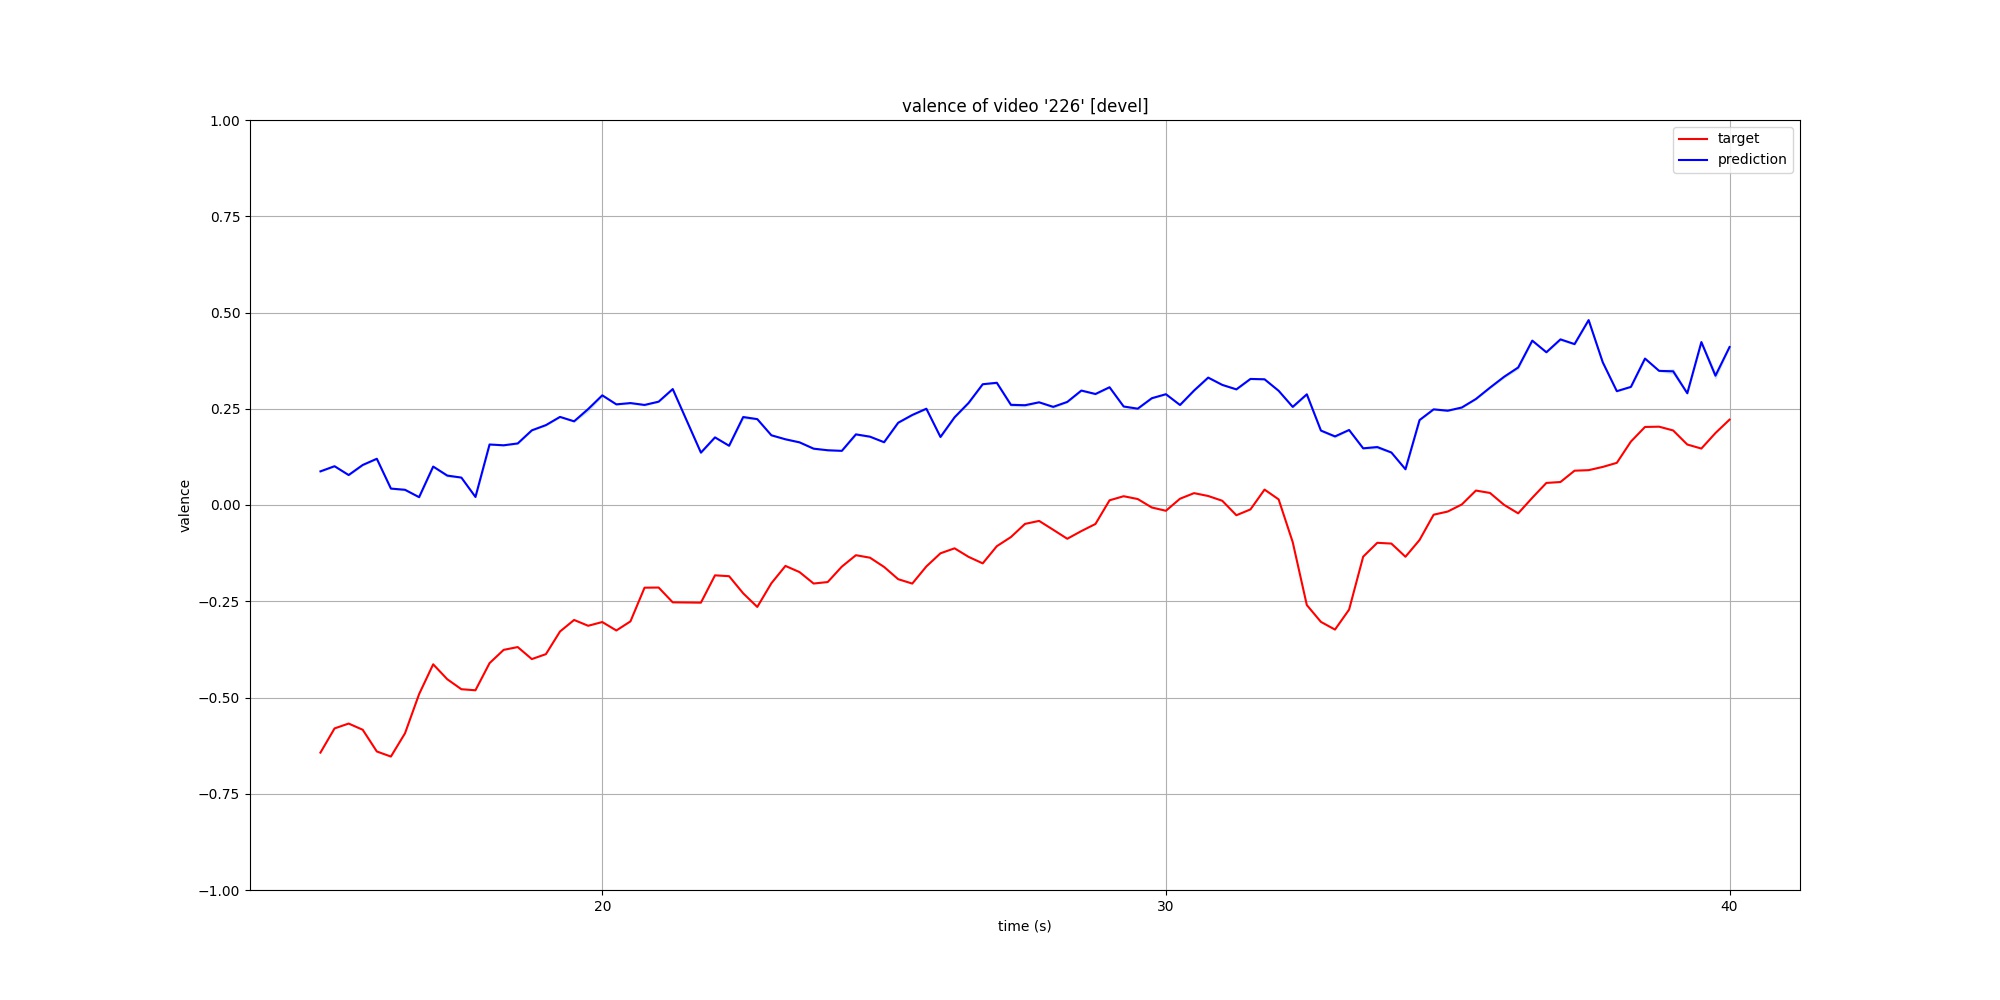 valence of video '226' [devel]
1.00
target
prediction
0.75
0.50
0.25
0.00
valence
−0.25
−0.50
−0.75
−1.00
20 30 40
time (s)